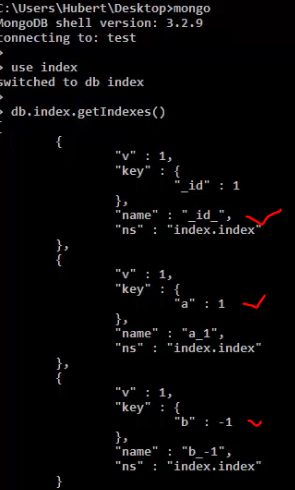 C:\Users\Hubert\Desktop>mongo
MongoDB shell version: 3.2.9
connecting to: test
>
> use index
switched to db index
>
> db.index.getIndexes()
[
{
"v" : 1,
"key" : {
"_id" : 1
},
"name" : "_id_",
"ns" : "index.index"
},
{
"v" : 1,
"key" : {
"a" : 1
},
"name" : "a_1",
"ns" : "index.index"
},
{
"v" : 1,
"key" : {
"b" : -1
},
"name" : "b_-1",
"ns" : "index.index"
}